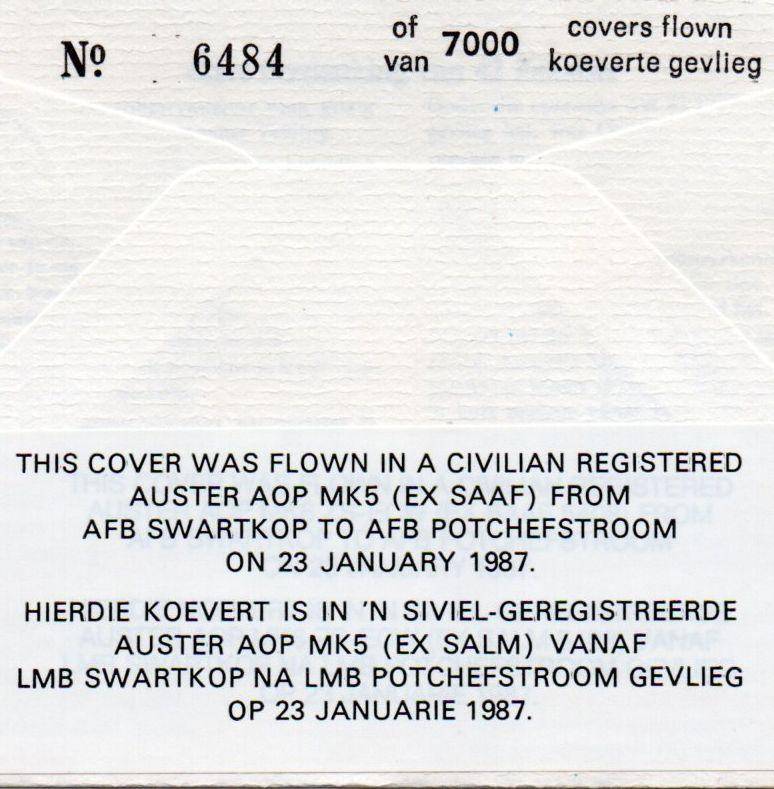 Nº 6484 of 7000 covers flown
van koeverte gevlieg
THIS COVER WAS FLOWN IN A CIVILIAN REGISTERED
AUSTER AOP MK5 (EX SAAF) FROM
AFB SWARTKOP TO AFB POTCHEFSTROOM
ON 23 JANUARY 1987.
HIERDIE KOEVERT IS IN 'N SIVIEL-GEREGISTREERDE
AUSTER AOP MK5 (EX SALM) VANAF
LMB SWARTKOP NA LMB POTCHEFSTROOM GEVLIEG
OP 23 JANUARIE 1987.